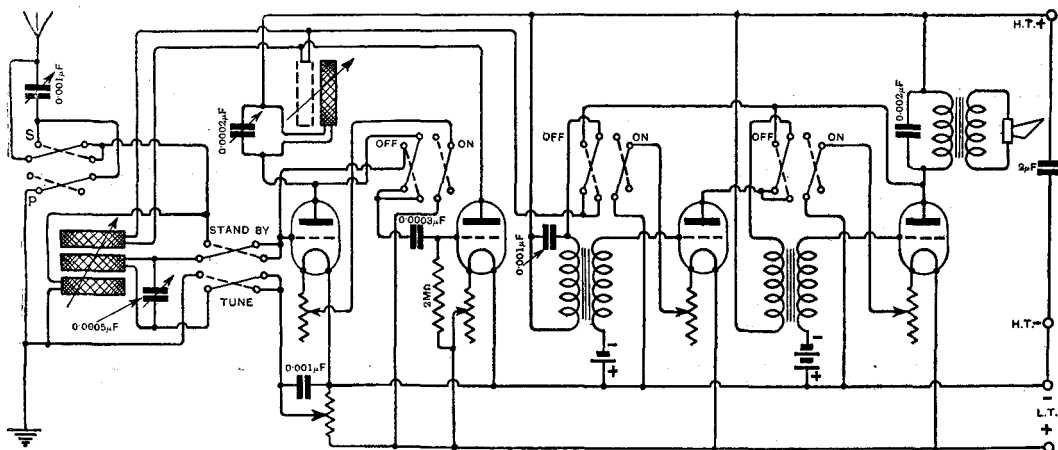 H.T.+
0·001μF
S
P
0·0002μF
OFF
ON
OFF
ON
OFF
ON
0·002μF
2μF
STAND BY
TUNE
0·0005μF
0·0003μF
2MΩ
0·001μF
H.T.-
0·001μF
-
+
-
+
-
L.T.
+